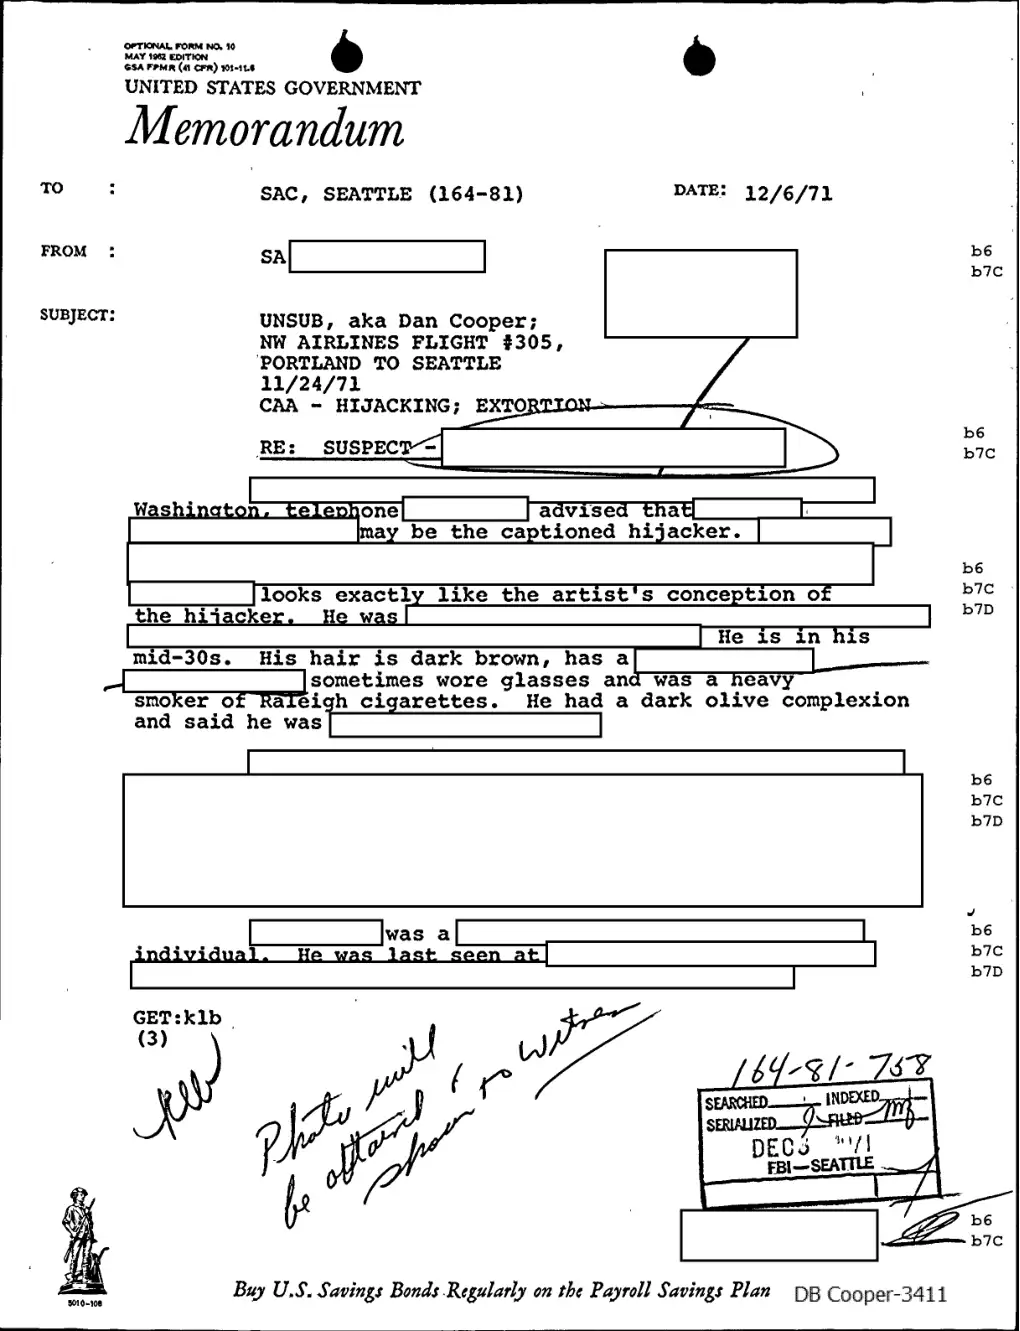 OPTIONAL FORM NO. 10
MAY 1962 EDITION
GSA FPMR (41 CFR) 101-11.6
UNITED STATES GOVERNMENT
Memorandum
TO : SAC, SEATTLE (164-81) DATE: 12/6/71
FROM : SA b6
b7C
SUBJECT: UNSUB, aka Dan Cooper;
NW AIRLINES FLIGHT #305,
PORTLAND TO SEATTLE
11/24/71
CAA - HIJACKING; EXTORTION
RE: SUSPECT - b6
b7C
Washington, telephone advised that
may be the captioned hijacker.
b6
looks exactly like the artist's conception of b7C
the hijacker. He was b7D
He is in his
mid-30s. His hair is dark brown, has a
sometimes wore glasses and was a heavy
smoker of Raleigh cigarettes. He had a dark olive complexion
and said he was
b6
b7C
b7D
was a b6
individual. He was last seen at b7C
b7D
GET:klb
(3)
klb
Photo will
be obtained &
shown to witness
164-81-758
SEARCHED INDEXED
SERIALIZED FILED
DEC
FBI—SEATTLE
b6
b7C
5010-108
Buy U.S. Savings Bonds Regularly on the Payroll Savings Plan
DB Cooper-3411